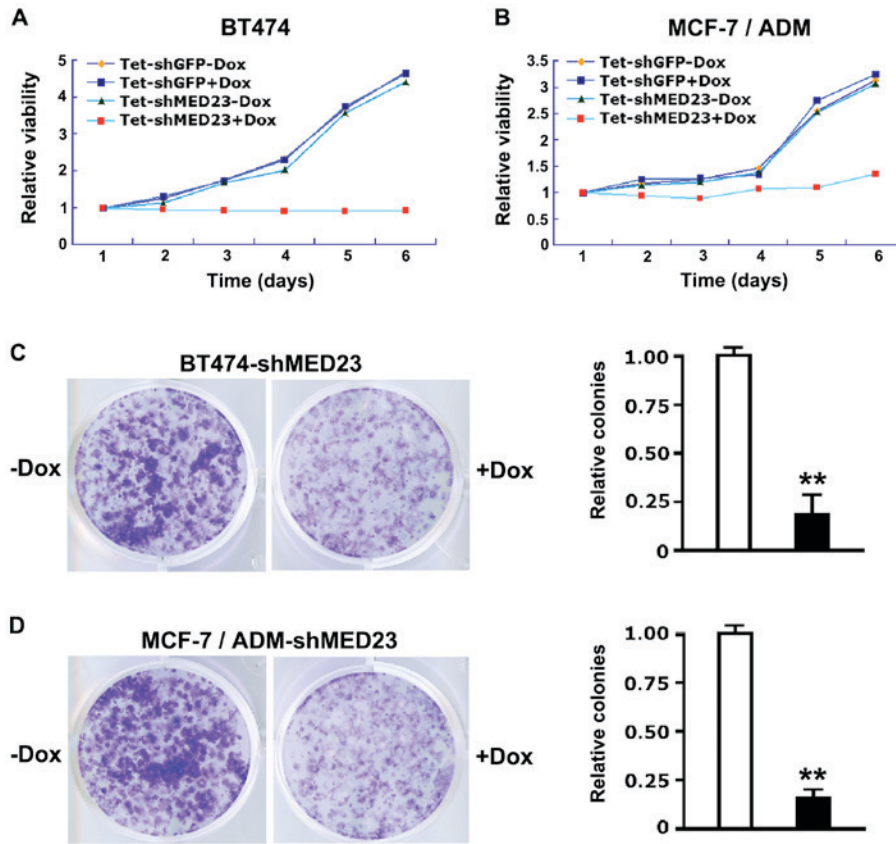 A
BT474
Relative viability
5
4
3
2
1
0
Tet-shGFP-Dox
Tet-shGFP+Dox
Tet-shMED23-Dox
Tet-shMED23+Dox
1 2 3 4 5 6
Time (days)
B
MCF-7 / ADM
Relative viability
3.5
3
2.5
2
1.5
1
0.5
0
Tet-shGFP-Dox
Tet-shGFP+Dox
Tet-shMED23-Dox
Tet-shMED23+Dox
1 2 3 4 5 6
Time (days)
C
BT474-shMED23
-Dox
+Dox
Relative colonies
1.00
0.50
0.25
0
**
D
MCF-7 / ADM-shMED23
-Dox
+Dox
Relative colonies
1.00
0.50
0.25
0
**